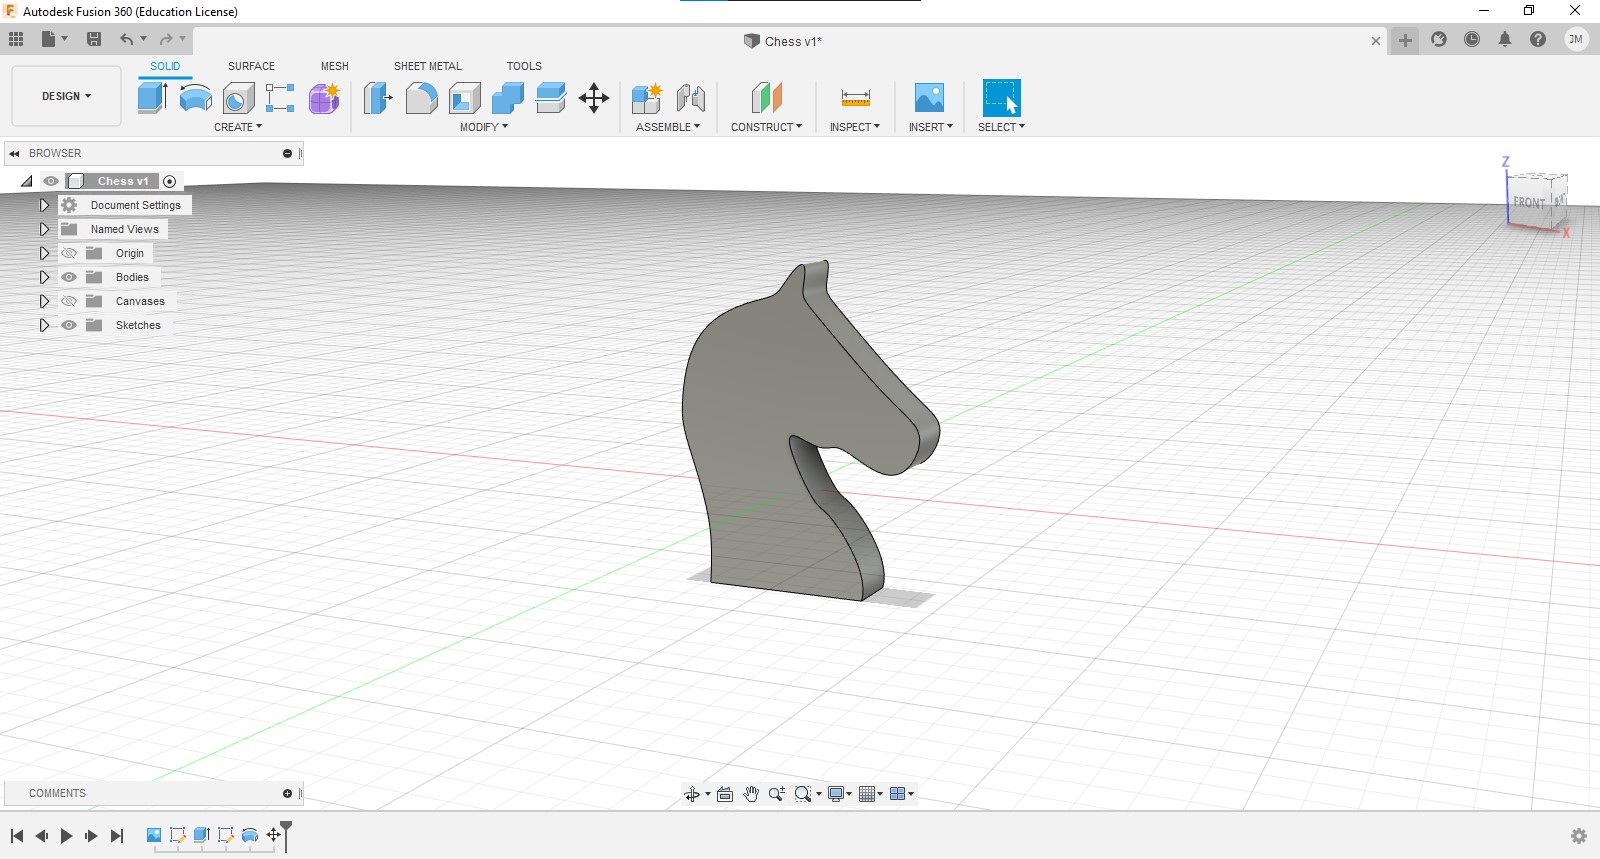 Autodesk Fusion 360 (Education License)
Chess v1*
JM
SOLID SURFACE MESH SHEET METAL TOOLS
DESIGN
CREATE MODIFY ASSEMBLE CONSTRUCT INSPECT INSERT SELECT
BROWSER
Chess v1
Document Settings
Named Views
Origin
Bodies
Canvases
Sketches
Z
FRONT
X
COMMENTS